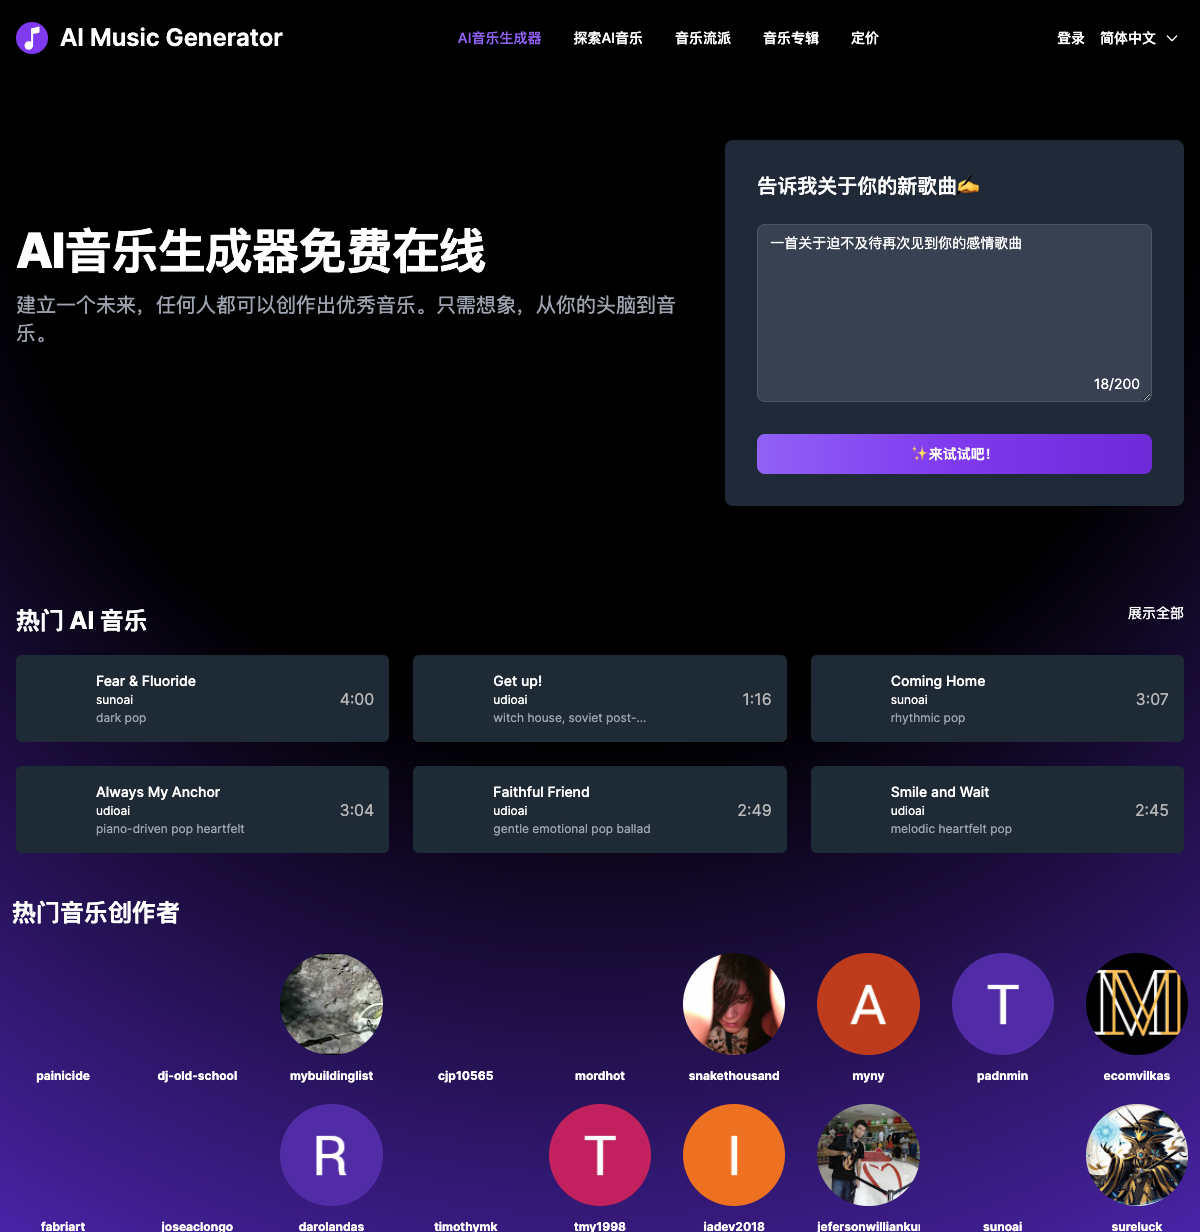 AI Music Generator
AI音乐生成器
探索AI音乐
音乐流派
音乐专辑
定价
登录
简体中文
AI音乐生成器免费在线
建立一个未来，任何人都可以创作出优秀音乐。只需想象，从你的头脑到音
乐。
告诉我关于你的新歌曲✍️
一首关于迫不及待再次见到你的感情歌曲
18/200
✨来试试吧！
热门 AI 音乐
展示全部
Fear & Fluoride
sunoai
dark pop
4:00
Get up!
udioai
witch house, soviet post-...
1:16
Coming Home
sunoai
rhythmic pop
3:07
Always My Anchor
udioai
piano-driven pop heartfelt
3:04
Faithful Friend
udioai
gentle emotional pop ballad
2:49
Smile and Wait
udioai
melodic heartfelt pop
2:45
热门音乐创作者
A
T
M
painicide
dj-old-school
mybuildinglist
cjp10565
mordhot
snakethousand
myny
padnmin
ecomvilkas
R
T
I
fabriart
joseaclongo
darolandas
timothymk
tmy1998
iadev2018
jefersonwilliankur
sunoai
sureluck